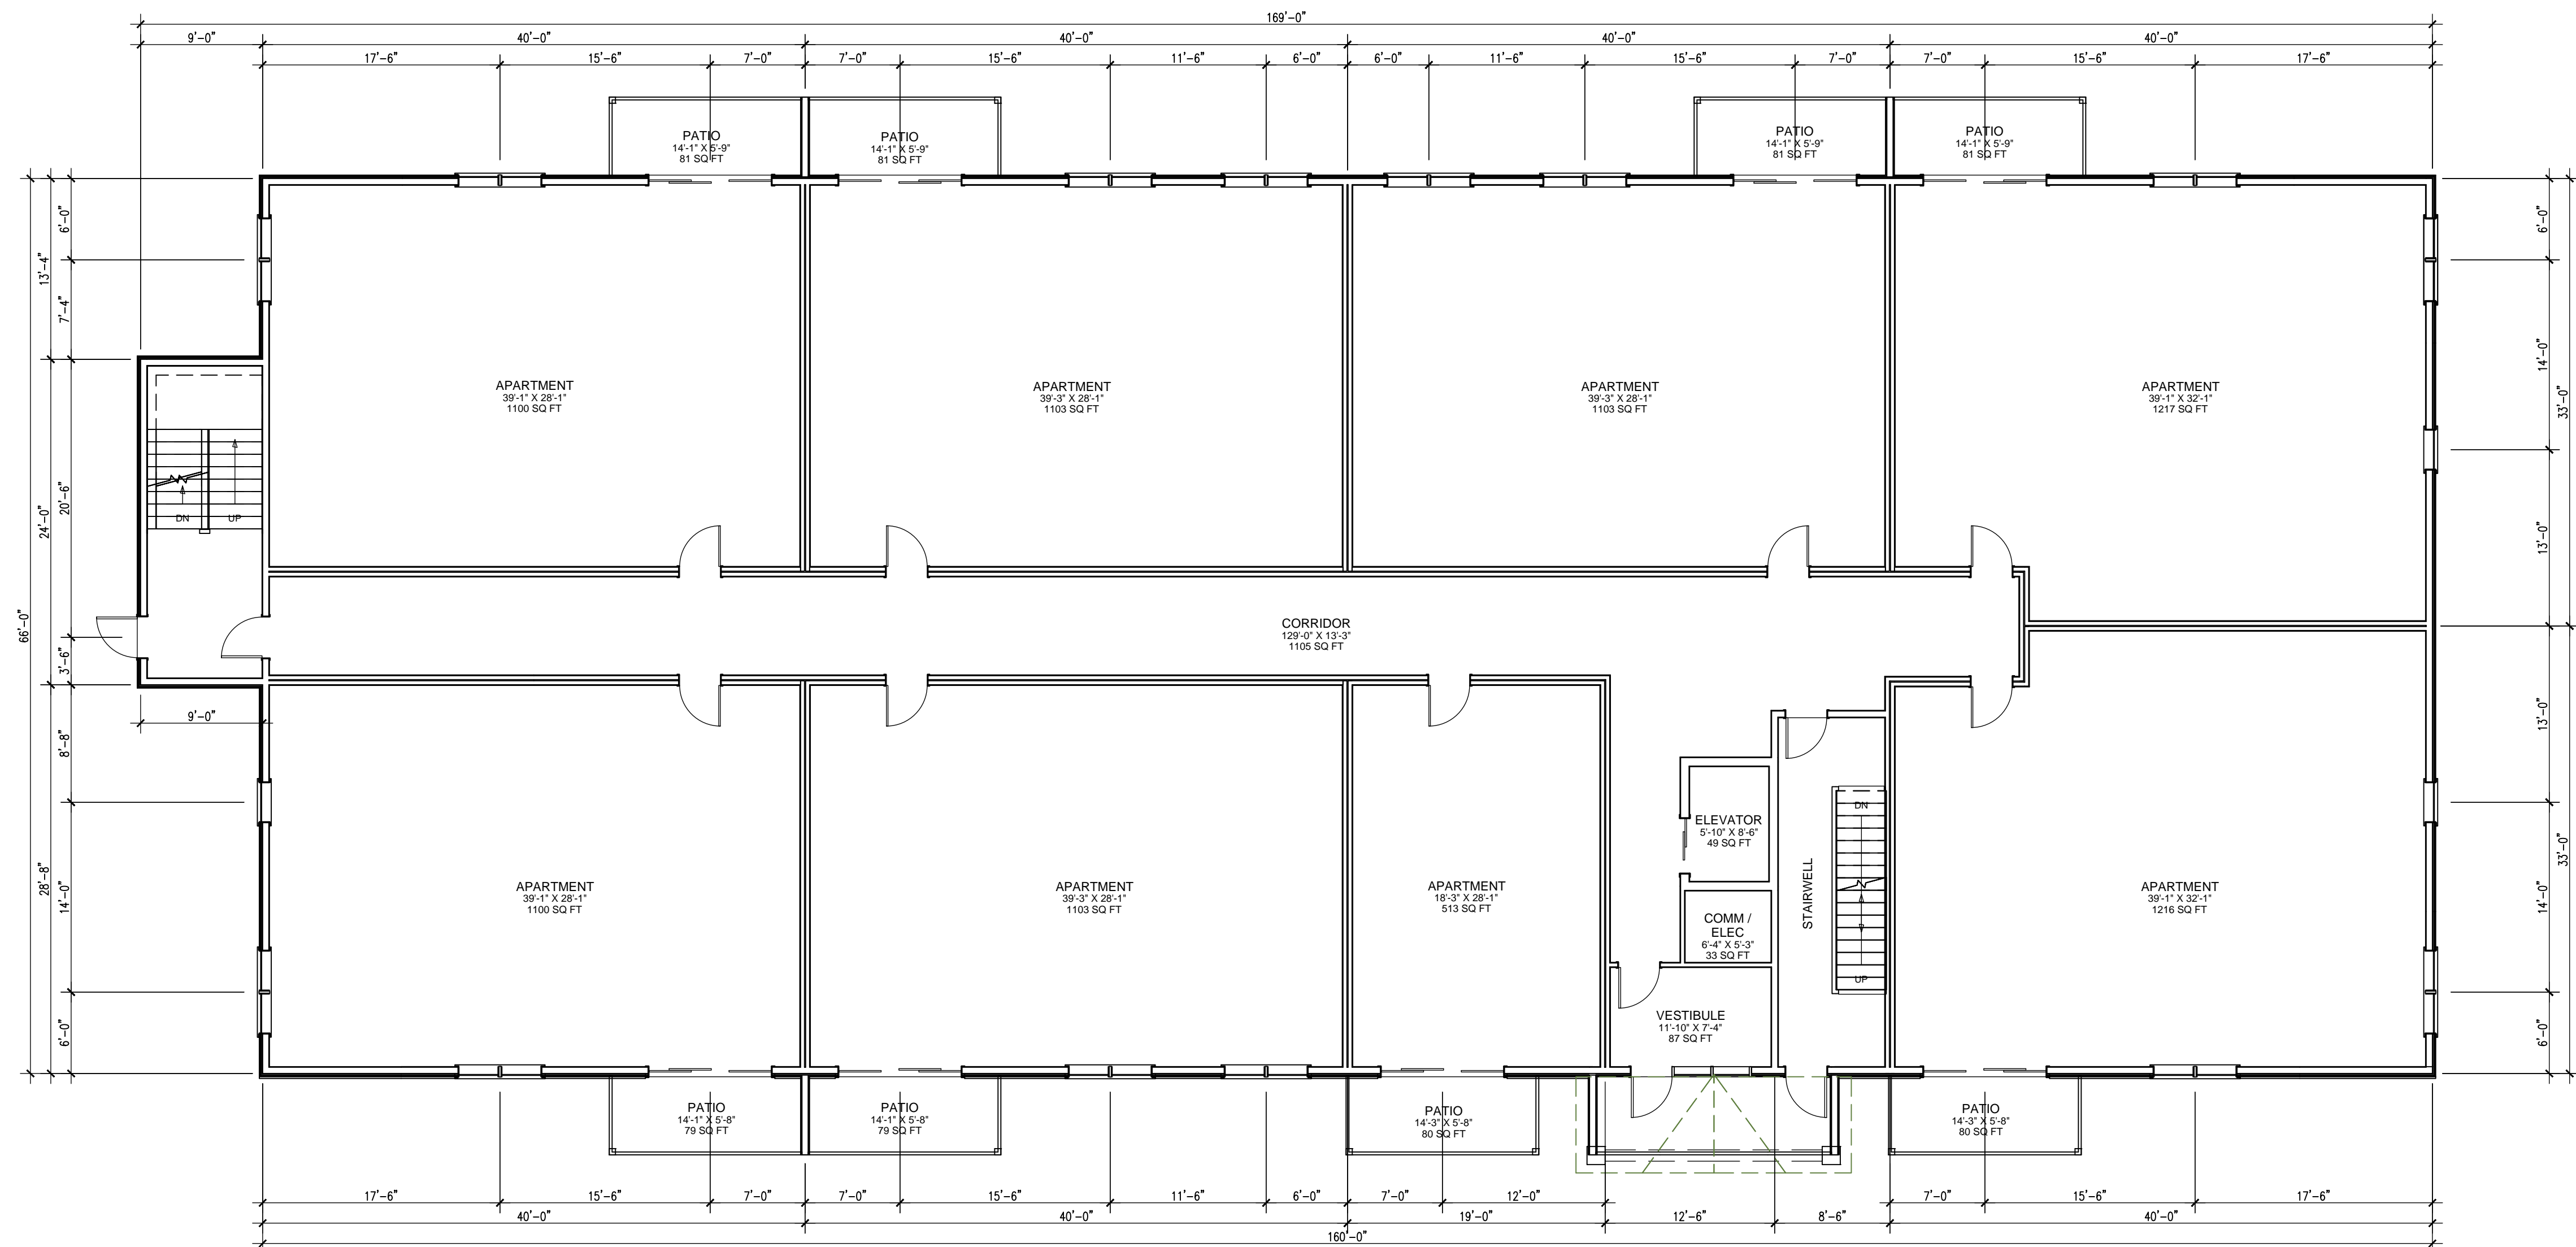 169'-0"
9'-0"
40'-0"
40'-0"
40'-0"
40'-0"
17'-6"
15'-6"
7'-0"
7'-0"
15'-6"
11'-6"
6'-0"
6'-0"
11'-6"
15'-6"
7'-0"
7'-0"
15'-6"
17'-6"
PATIO
14'-1" X 5'-9"
81 SQ FT
PATIO
14'-1" X 5'-9"
81 SQ FT
PATIO
14'-1" X 5'-9"
81 SQ FT
PATIO
14'-1" X 5'-9"
81 SQ FT
66'-0"
13'-4"
24'-0"
28'-8"
6'-0"
7'-4"
20'-6"
3'-6"
8'-8"
14'-0"
6'-0"
9'-0"
DN
UP
APARTMENT
39'-1" X 28'-1"
1100 SQ FT
APARTMENT
39'-3" X 28'-1"
1103 SQ FT
APARTMENT
39'-3" X 28'-1"
1103 SQ FT
APARTMENT
39'-1" X 32'-1"
1217 SQ FT
CORRIDOR
129'-0" X 13'-3"
1105 SQ FT
APARTMENT
39'-1" X 28'-1"
1100 SQ FT
APARTMENT
39'-3" X 28'-1"
1103 SQ FT
APARTMENT
18'-3" X 28'-1"
513 SQ FT
ELEVATOR
5'-10" X 8'-6"
49 SQ FT
COMM /
ELEC
6'-4" X 5'-3"
33 SQ FT
VESTIBULE
11'-10" X 7'-4"
87 SQ FT
STAIRWELL
DN
UP
APARTMENT
39'-1" X 32'-1"
1216 SQ FT
6'-0"
14'-0"
13'-0"
13'-0"
14'-0"
6'-0"
33'-0"
33'-0"
PATIO
14'-1" X 5'-8"
79 SQ FT
PATIO
14'-1" X 5'-8"
79 SQ FT
PATIO
14'-3" X 5'-8"
80 SQ FT
PATIO
14'-3" X 5'-8"
80 SQ FT
17'-6"
15'-6"
7'-0"
7'-0"
15'-6"
11'-6"
6'-0"
7'-0"
12'-0"
7'-0"
15'-6"
17'-6"
40'-0"
40'-0"
19'-0"
12'-6"
8'-6"
40'-0"
160'-0"